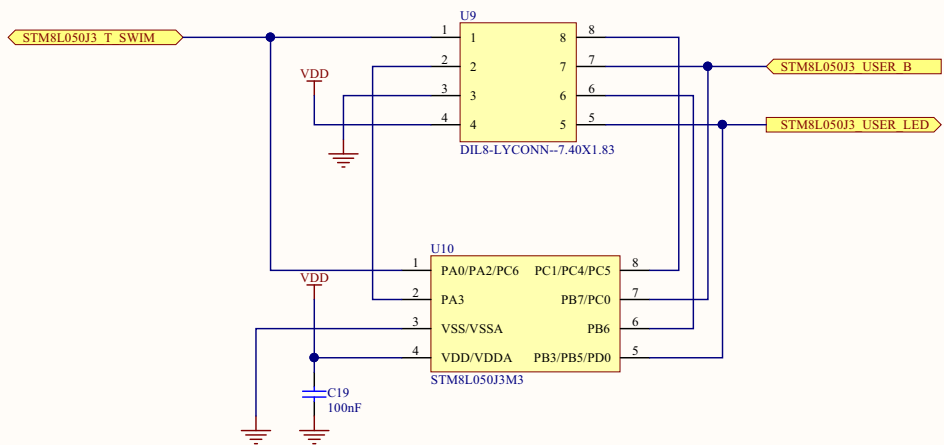 U9
STM8L050J3_T_SWIM
1 1 8 8
2 2 7 7
STM8L050J3_USER_B
VDD
3 3 6 6
4 4 5 5
STM8L050J3_USER_LED
DIL8-LYCONN--7.40X1.83
U10
1 PA0/PA2/PC6 PC1/PC4/PC5 8
VDD
2 PA3 PB7/PC0 7
3 VSS/VSSA PB6 6
4 VDD/VDDA PB3/PB5/PD0 5
STM8L050J3M3
C19
100nF